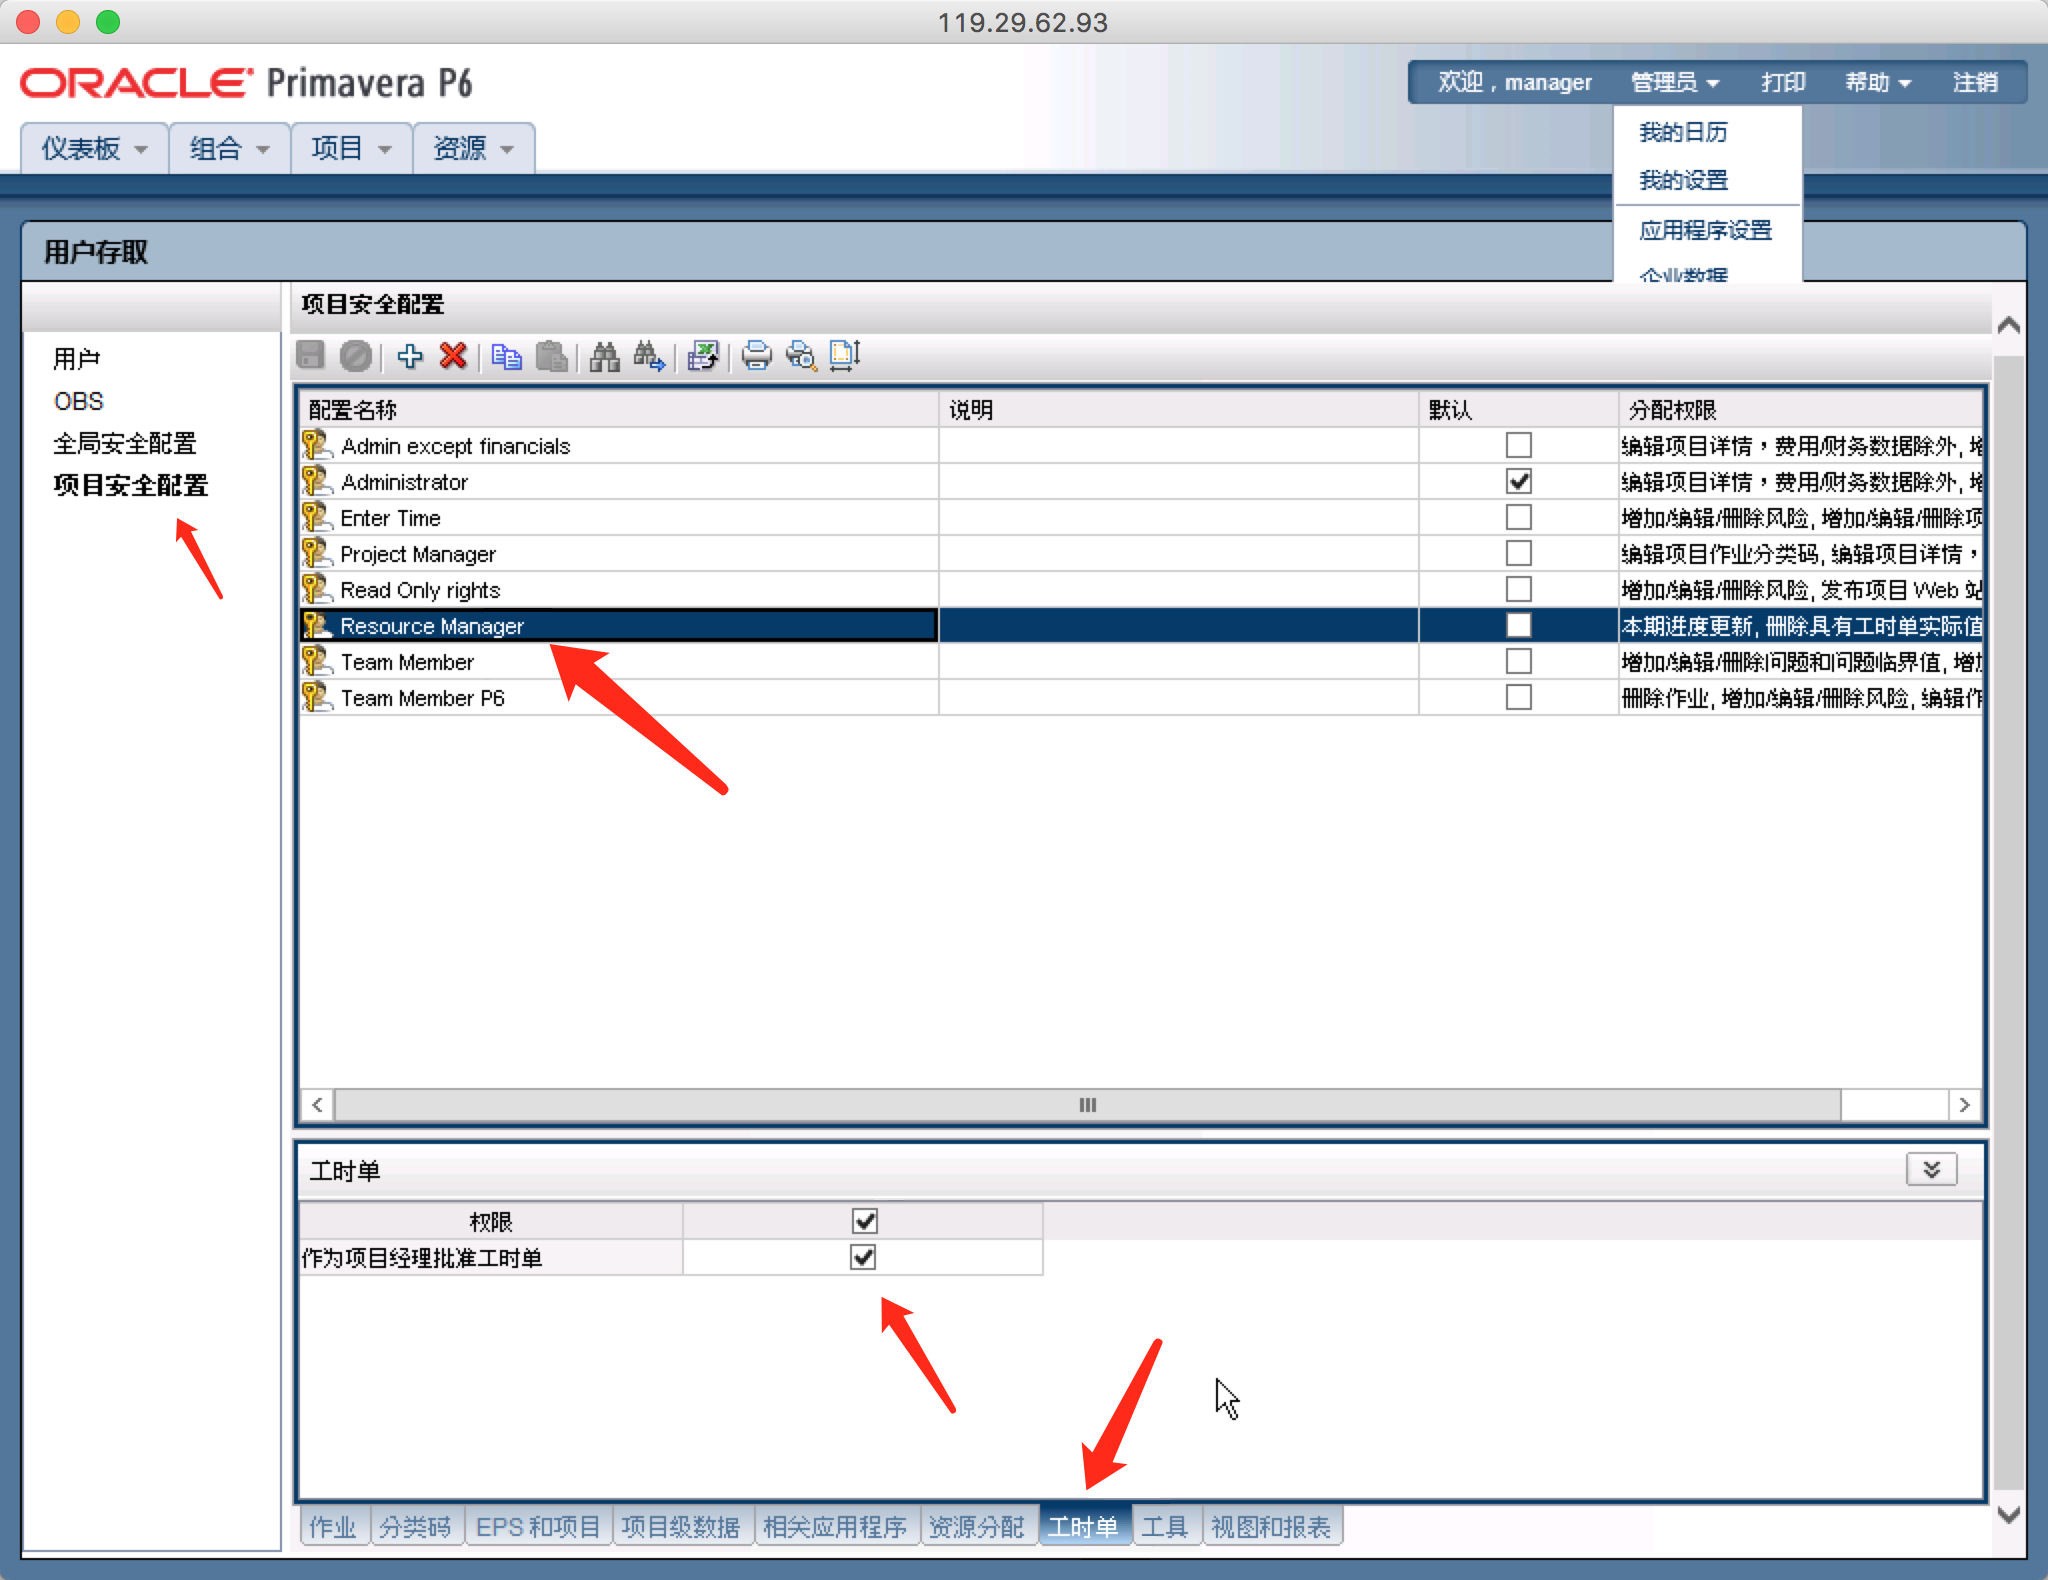 119.29.62.93
ORACLE Primavera P6
欢迎，manager 管理员 打印 帮助 注销
仪表板 组合 项目 资源
我的日历
我的设置
应用程序设置
企业数据
用户存取
项目安全配置
用户
OBS
全局安全配置
项目安全配置
配置名称 说明 默认 分配权限
Admin except financials 编辑项目详情，费用/财务数据除外, 增
Administrator 编辑项目详情，费用/财务数据除外, 增
Enter Time 增加/编辑/删除风险, 增加/编辑/删除项
Project Manager 编辑项目作业分类码, 编辑项目详情，
Read Only rights 增加/编辑/删除风险, 发布项目 Web 站
Resource Manager 本期进度更新, 删除具有工时单实际值
Team Member 增加/编辑/删除问题和问题临界值, 增加
Team Member P6 删除作业, 增加/编辑/删除风险, 编辑作
工时单
权限
作为项目经理批准工时单
作业 分类码 EPS 和项目 项目级数据 相关应用程序 资源分配 工时单 工具 视图和报表